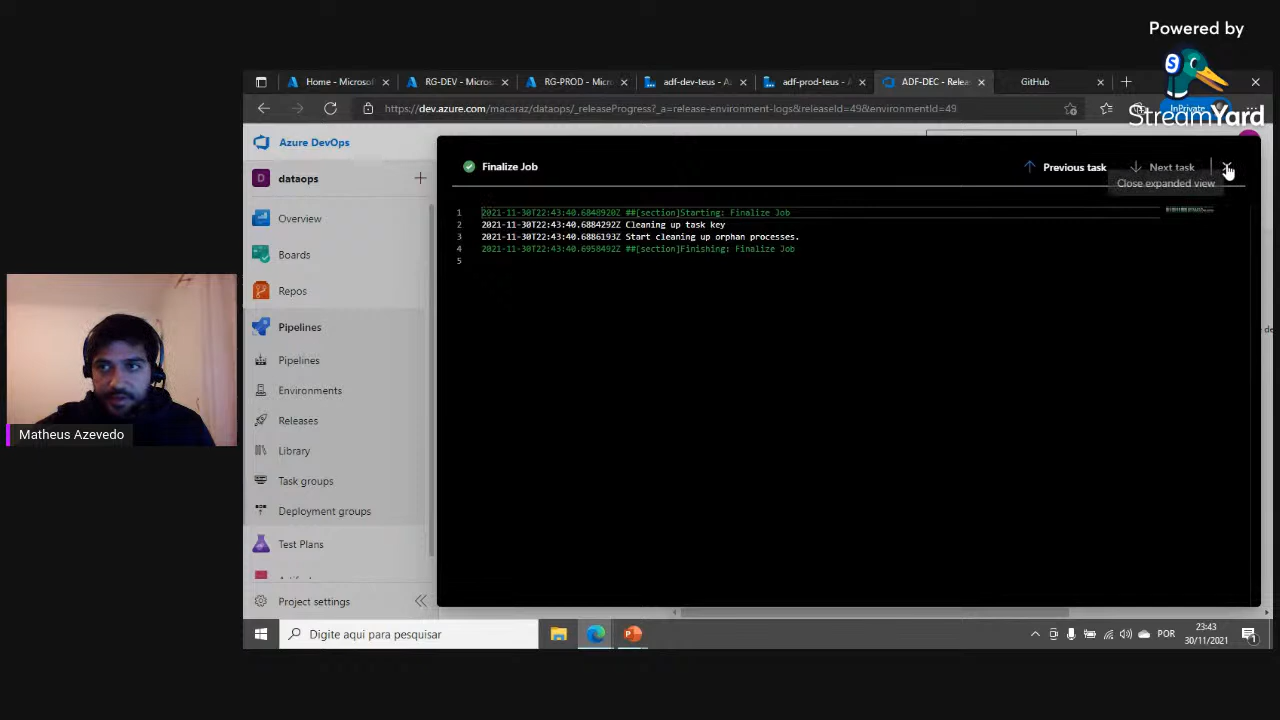 Powered by
StreamYard
Home - Microsof
RG-DEV - Micros
RG-PROD - Micro
adf-dev-teus - A
adf-prod-teus - A
ADF-DEC - Relea
GitHub
https://dev.azure.com/macaraz/dataops/_releaseProgress?_a=release-environment-logs&releaseId=49&environmentId=49
InPrivate
Azure DevOps
dataops
Overview
Boards
Repos
Pipelines
Pipelines
Environments
Releases
Library
Task groups
Deployment groups
Test Plans
Project settings
Finalize Job
Previous task
Next task
Close expanded view
1 2021-11-30T22:43:40.6848920Z ##[section]Starting: Finalize Job
2 2021-11-30T22:43:40.6884292Z Cleaning up task key
3 2021-11-30T22:43:40.6886193Z Start cleaning up orphan processes.
4 2021-11-30T22:43:40.6958492Z ##[section]Finishing: Finalize Job
5
de
Matheus Azevedo
Digite aqui para pesquisar
POR
23:43
30/11/2021